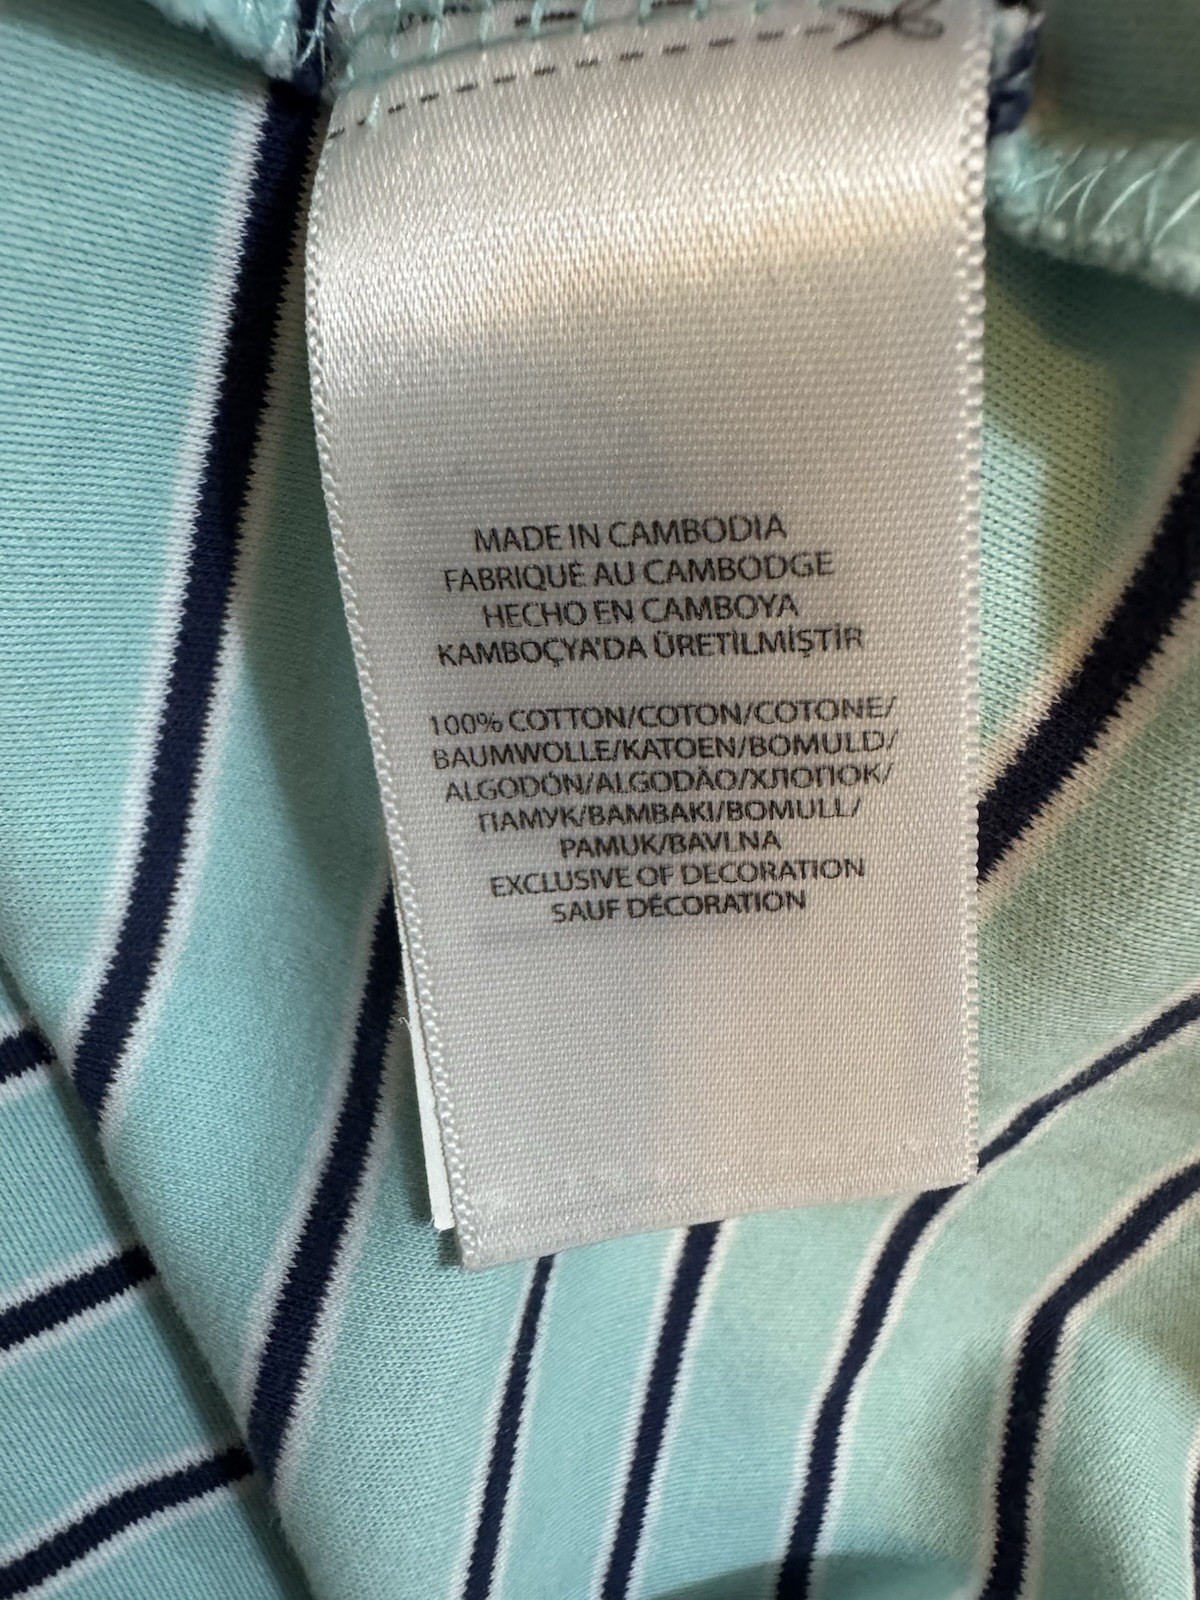 MADE IN CAMBODIA
FABRIQUÉ AU CAMBODGE
HECHO EN CAMBOYA
KAMBOÇYA'DA ÜRETİLMİŞTİR
100% COTTON/COTON/COTONE/
BAUMWOLLE/KATOEN/BOMULD/
ALGODÓN/ALGODÃO/ХЛОПОК/
ПАМУК/BAMBAKI/BOMULL/
PAMUK/BAVLNA
EXCLUSIVE OF DECORATION
SAUF DÉCORATION